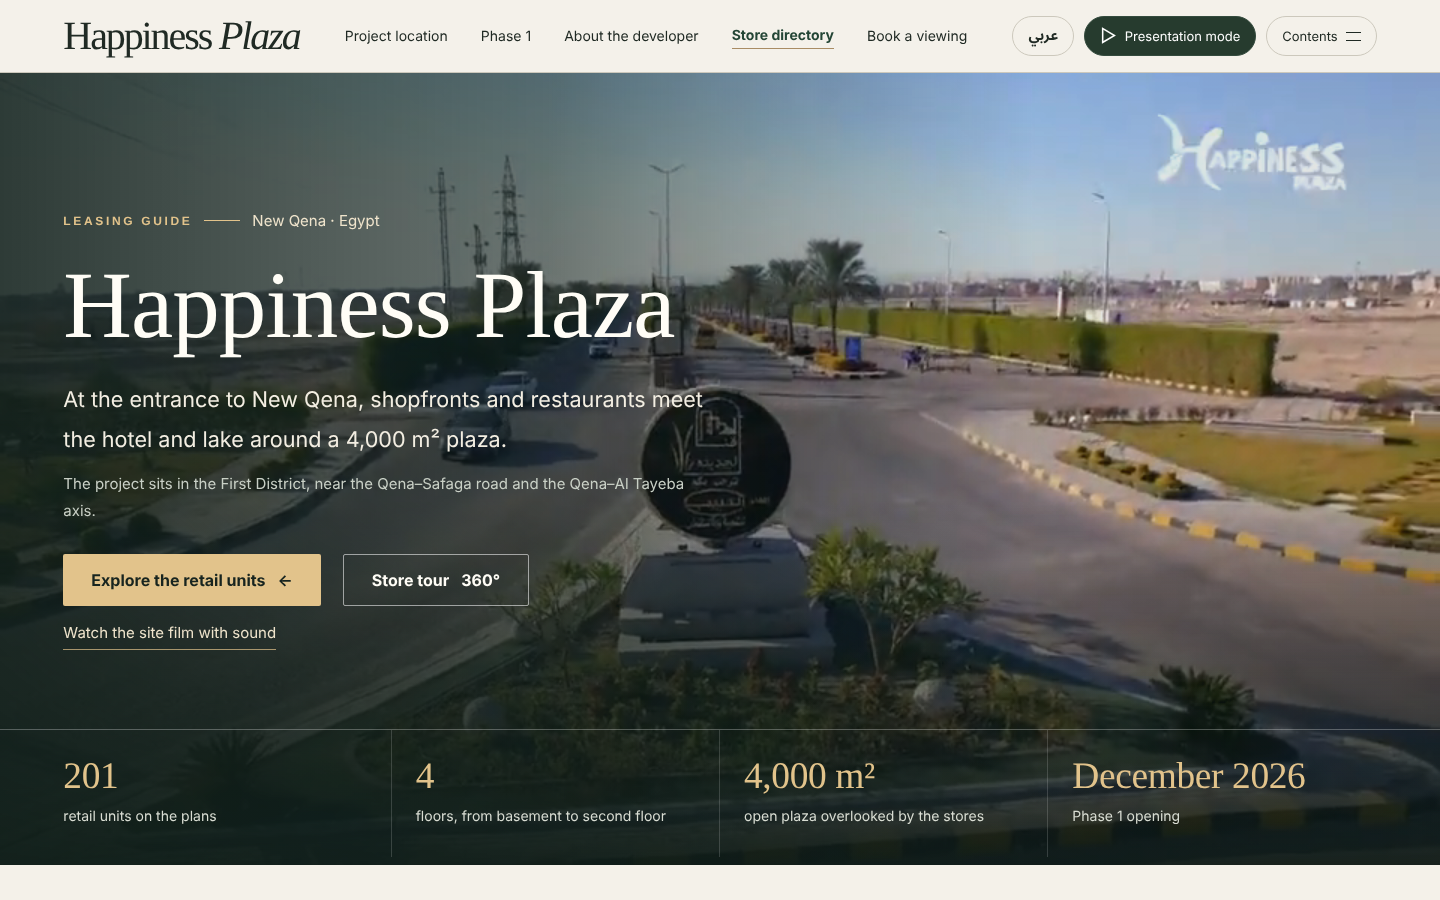 Happiness Plaza
Project location
Phase 1
About the developer
Store directory
Book a viewing
عربي
Presentation mode
Contents
HAPPINESS
PLAZA
LEASING GUIDE
New Qena · Egypt
Happiness Plaza
At the entrance to New Qena, shopfronts and restaurants meet
the hotel and lake around a 4,000 m² plaza.
The project sits in the First District, near the Qena–Safaga road and the Qena–Al Tayeba
axis.
Explore the retail units ←
Store tour 360°
Watch the site film with sound
201
retail units on the plans
4
floors, from basement to second floor
4,000 m²
open plaza overlooked by the stores
December 2026
Phase 1 opening